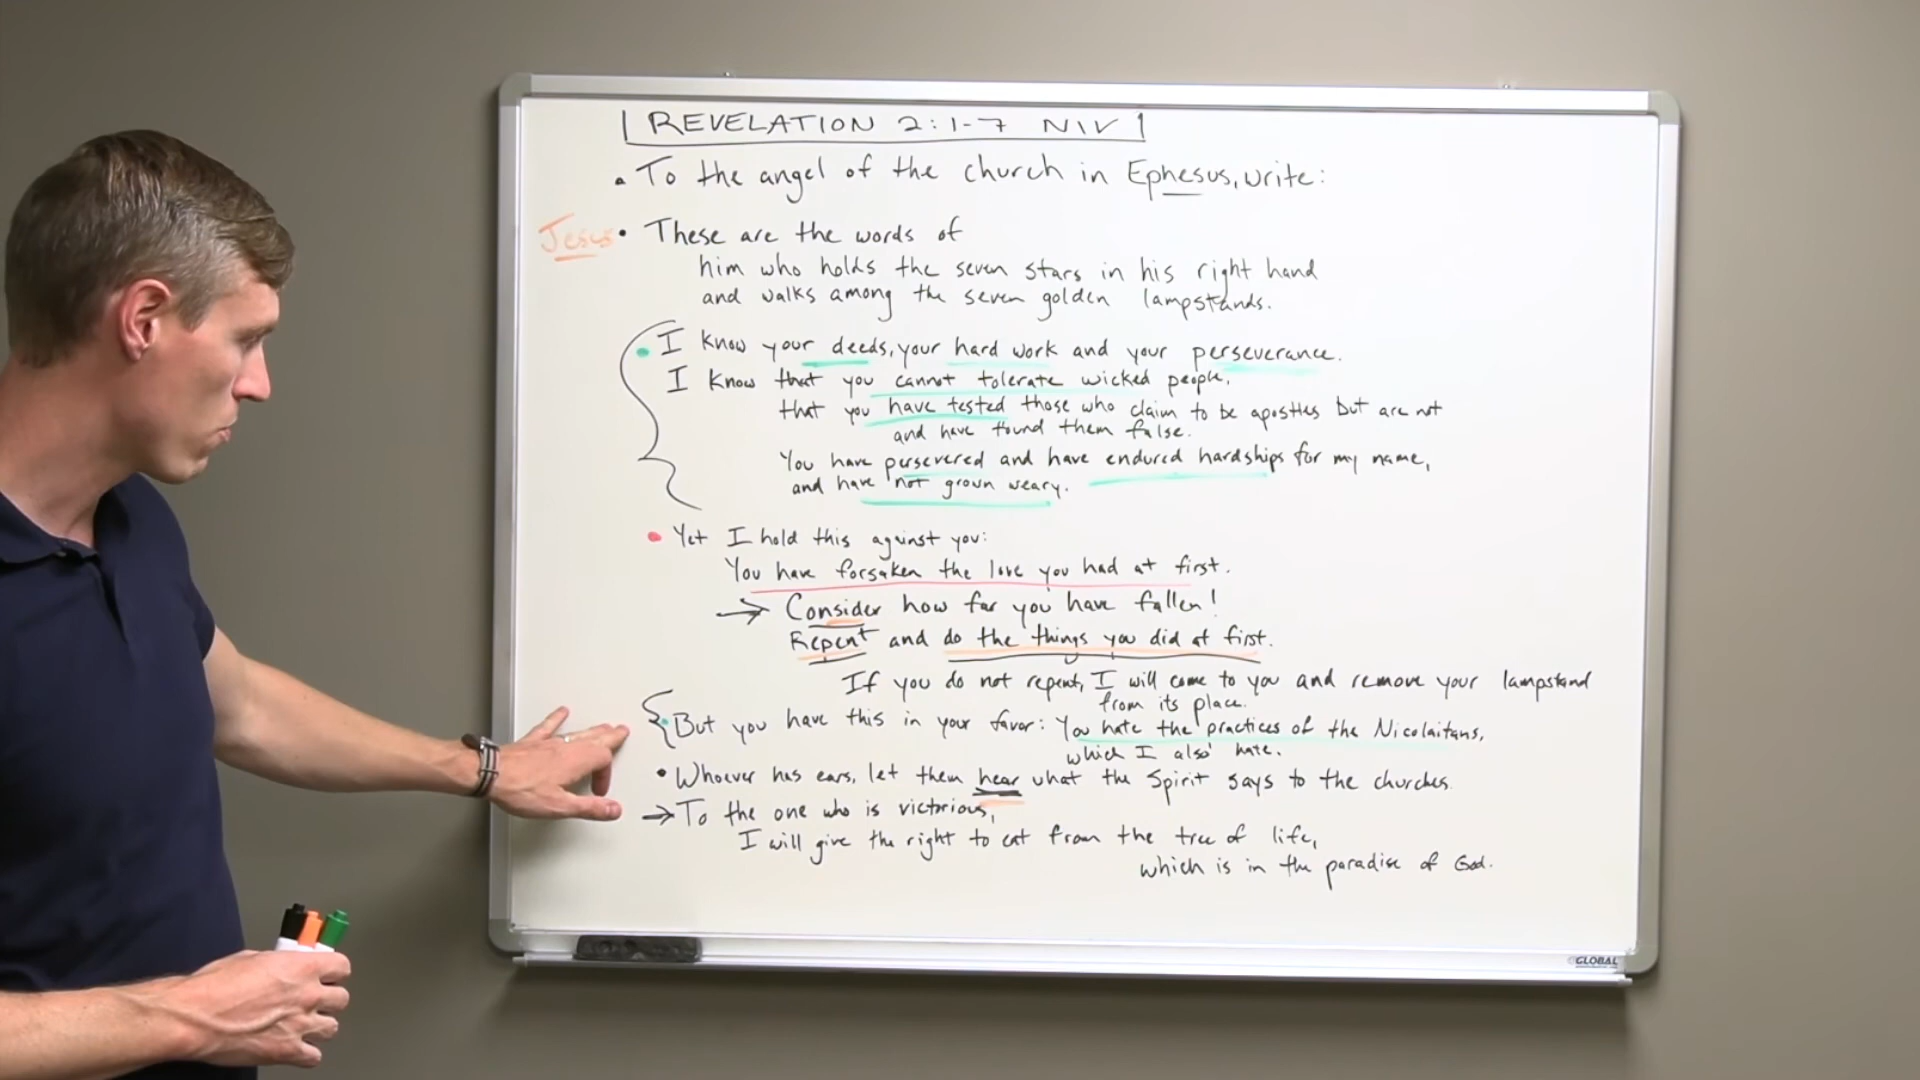 REVELATION 2:1-7 NIV
• To the angel of the church in Ephesus, write:
Jesus • These are the words of
him who holds the seven stars in his right hand
and walks among the seven golden lampstands.
• I know your deeds, your hard work and your perseverance.
I know that you cannot tolerate wicked people,
that you have tested those who claim to be apostles but are not
and have found them false.
You have persevered and have endured hardships for my name,
and have not grown weary.
• Yet I hold this against you:
You have forsaken the love you had at first.
→ Consider how far you have fallen!
Repent and do the things you did at first.
If you do not repent, I will come to you and remove your lampstand
from its place.
• But you have this in your favor: You hate the practices of the Nicolaitans,
which I also hate.
• Whoever has ears, let them hear what the Spirit says to the churches.
→ To the one who is victorious,
I will give the right to eat from the tree of life,
which is in the paradise of God.
GLOBAL